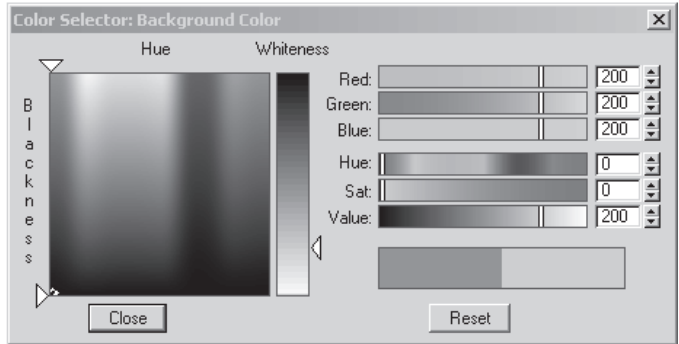 Color Selector: Background Color
Hue
Whiteness
Blackness
Red: 200
Green: 200
Blue: 200
Hue: 0
Sat: 0
Value: 200
Close
Reset